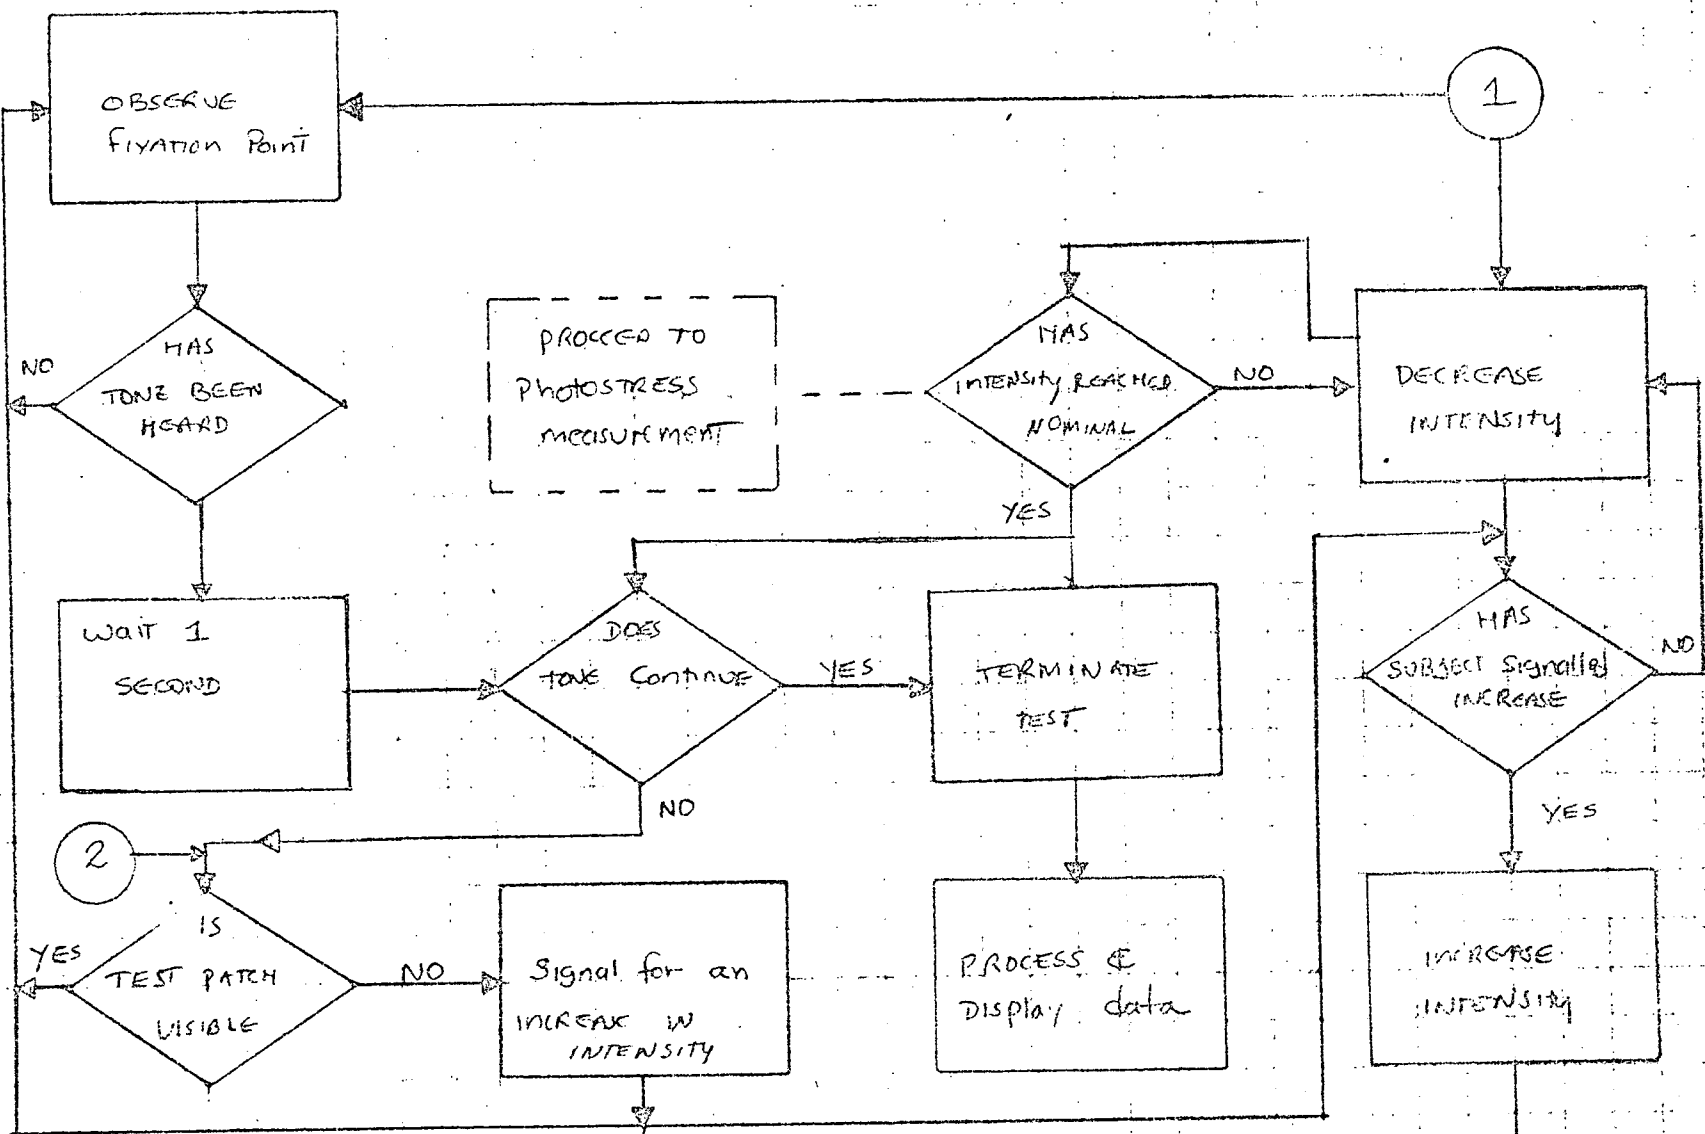 OBSERVE
FIXATION POINT
1
HAS
TONE BEEN
HEARD
NO
PROCEED TO
PHOTOSTRESS
MEASUREMENT
HAS
INTENSITY REACHED
NOMINAL
NO
YES
DECREASE
INTENSITY
WAIT 1
SECOND
DOES
TONE CONTINUE
YES
NO
TERMINATE
TEST
HAS
SUBJECT Signalled
INCREASE
NO
YES
2
IS
TEST PATCH
VISIBLE
YES
NO
Signal for an
INCREASE IN
INTENSITY
PROCESS &
Display data
INCREASE
INTENSITY